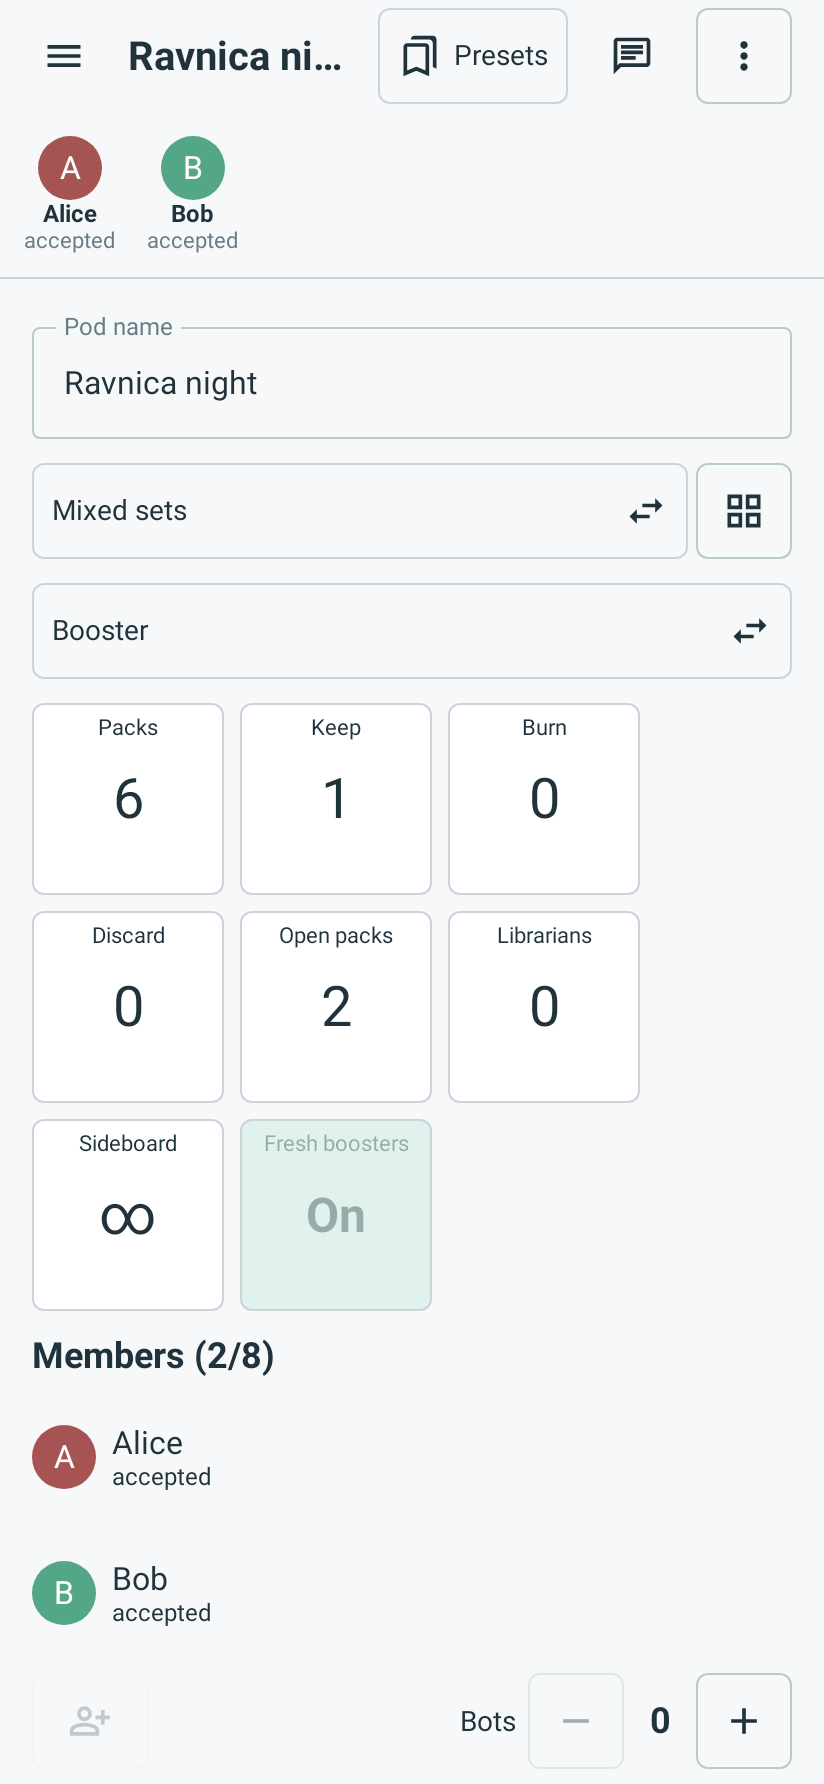 Ravnica ni...
Presets
A
B
Alice
Bob
accepted
accepted
Pod name
Ravnica night
Mixed sets
Booster
Packs
Keep
Burn
6
1
0
Discard
Open packs
Librarians
0
2
0
Sideboard
Fresh boosters
∞
On
Members (2/8)
A
Alice
accepted
B
Bob
accepted
Bots
0